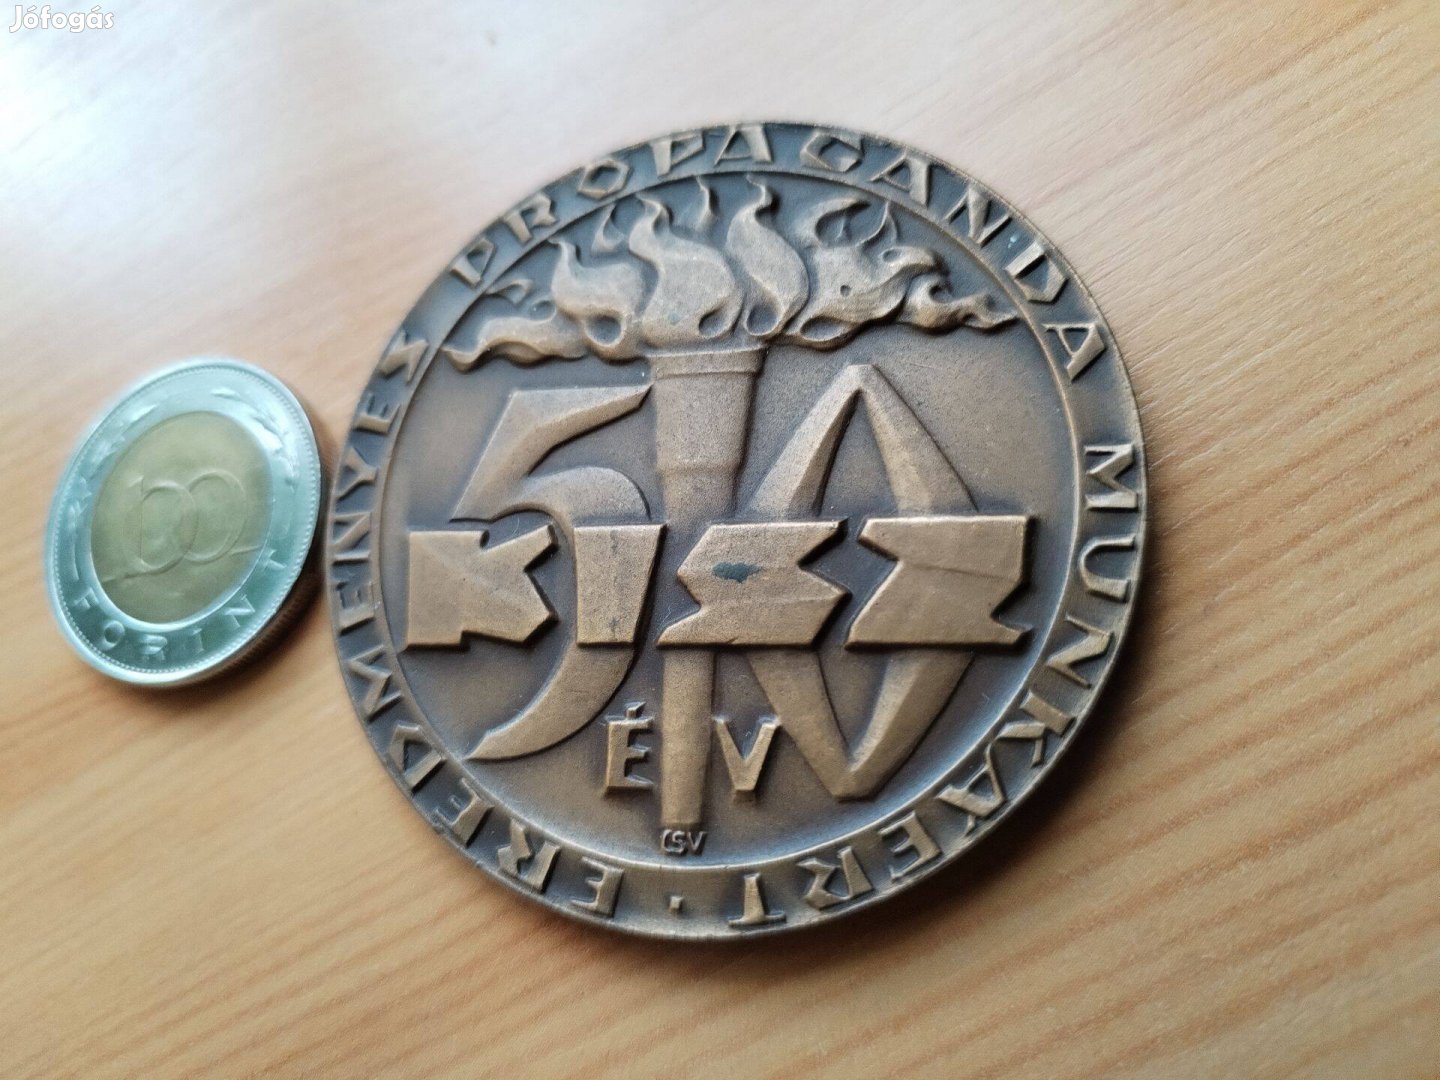 Jófogás
EREDMÉNYES PROPAGANDA MUNKÁÉRT ·
50
KISZ
ÉV
CSV
100
FORINT